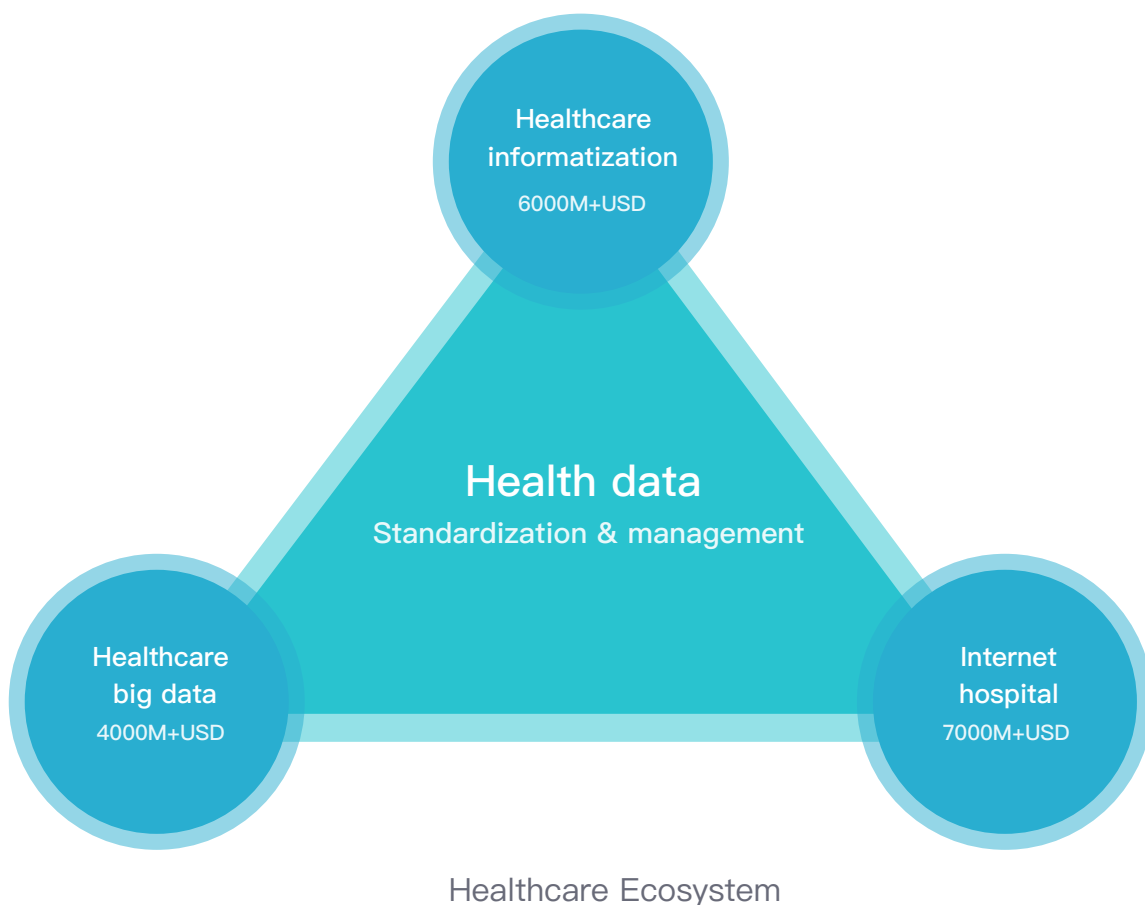 Healthcare
informatization
6000M+USD
Health data
Standardization & management
Healthcare
big data
4000M+USD
Internet
hospital
7000M+USD
Healthcare Ecosystem